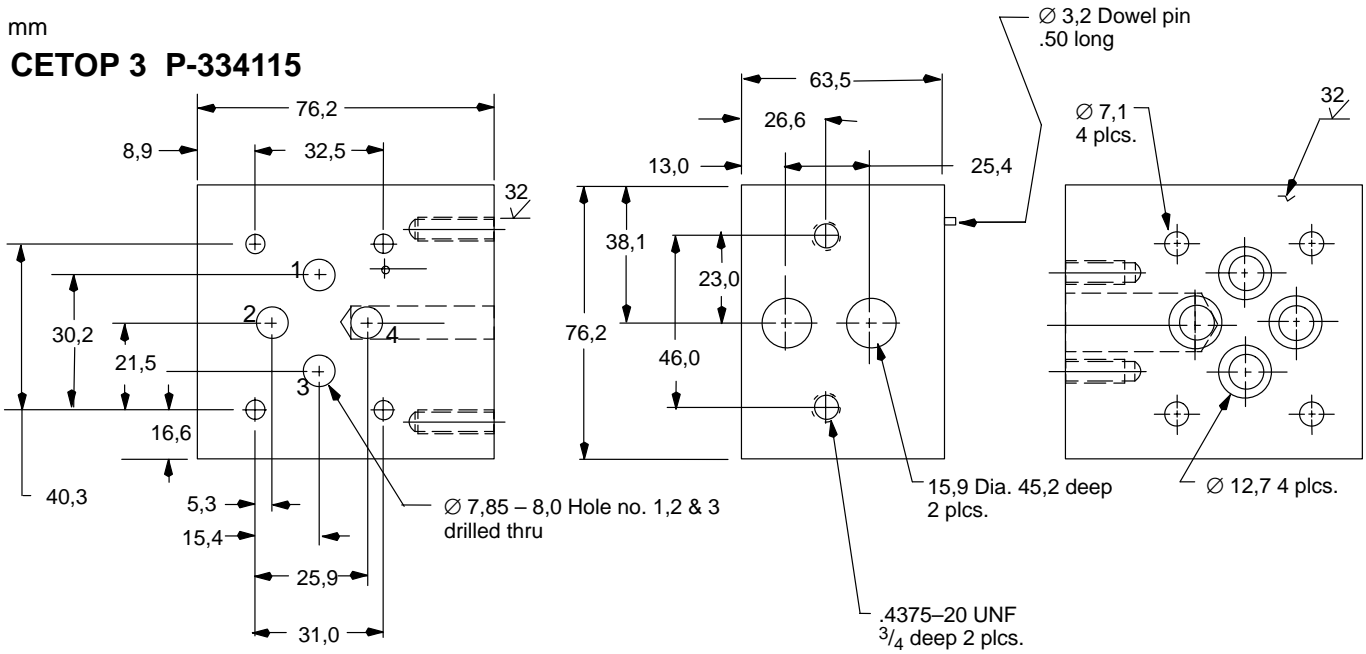 mm
CETOP 3 P-334115
Ø 3,2 Dowel pin
.50 long
76,2
63,5
8,9
32,5
26,6
13,0
25,4
Ø 7,1
4 plcs.
32
32
1
2
3
4
38,1
23,0
76,2
46,0
30,2
21,5
16,6
40,3
5,3
15,4
25,9
31,0
Ø 7,85 – 8,0 Hole no. 1,2 & 3
drilled thru
15,9 Dia. 45,2 deep
2 plcs.
Ø 12,7 4 plcs.
.4375–20 UNF
3/4 deep 2 plcs.